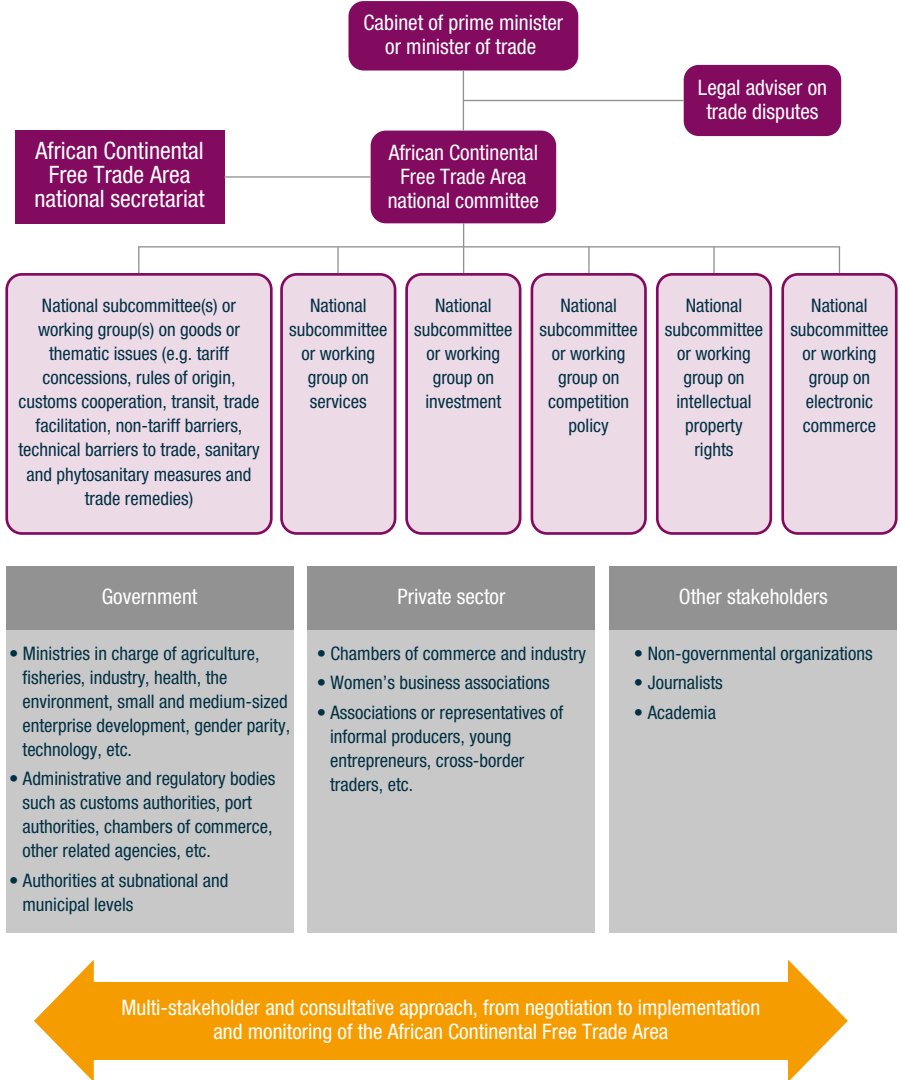 Cabinet of prime minister
or minister of trade
Legal adviser on
trade disputes
African Continental
Free Trade Area
national secretariat
African Continental
Free Trade Area
national committee
National subcommittee(s) or
working group(s) on goods or
thematic issues (e.g. tariff
concessions, rules of origin,
customs cooperation, transit, trade
facilitation, non-tariff barriers,
technical barriers to trade, sanitary
and phytosanitary measures and
trade remedies)
National
subcommittee
or working
group on
services
National
subcommittee
or working
group on
investment
National
subcommittee
or working
group on
competition
policy
National
subcommittee
or working
group on
intellectual
property
rights
National
subcommittee
or working
group on
electronic
commerce
Government
• Ministries in charge of agriculture,
fisheries, industry, health, the
environment, small and medium-sized
enterprise development, gender parity,
technology, etc.
• Administrative and regulatory bodies
such as customs authorities, port
authorities, chambers of commerce,
other related agencies, etc.
• Authorities at subnational and
municipal levels
Private sector
• Chambers of commerce and industry
• Women's business associations
• Associations or representatives of
informal producers, young
entrepreneurs, cross-border
traders, etc.
Other stakeholders
• Non-governmental organizations
• Journalists
• Academia
Multi-stakeholder and consultative approach, from negotiation to implementation
and monitoring of the African Continental Free Trade Area